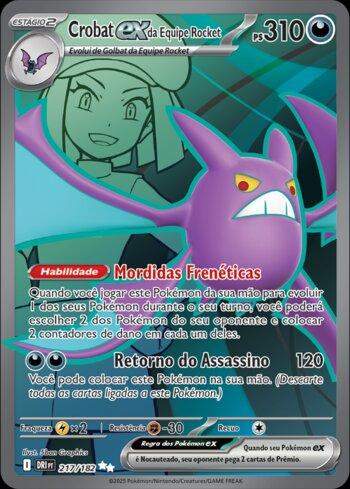 ESTÁGIO 2
Crobat ex da Equipe Rocket PS 310
Evolui de Golbat da Equipe Rocket
Habilidade Mordidas Frenéticas
Quando você jogar este Pokémon da sua mão para evoluir
1 dos seus Pokémon durante o seu turno, você poderá
escolher 2 dos Pokémon do seu oponente e colocar
2 contadores de dano em cada um deles.
Retorno do Assassino 120
Você pode colocar este Pokémon na sua mão. (Descarte
todas as cartas ligadas a este Pokémon.)
Fraqueza ×2 Resistência -30 Recuo
Ilust. 5ban Graphics
Regra dos Pokémon ex
Quando seu Pokémon ex
é Nocauteado, seu oponente pega 2 cartas de Prêmio.
I DRI PT 217/182
©2025 Pokémon/Nintendo/Creatures/GAME FREAK